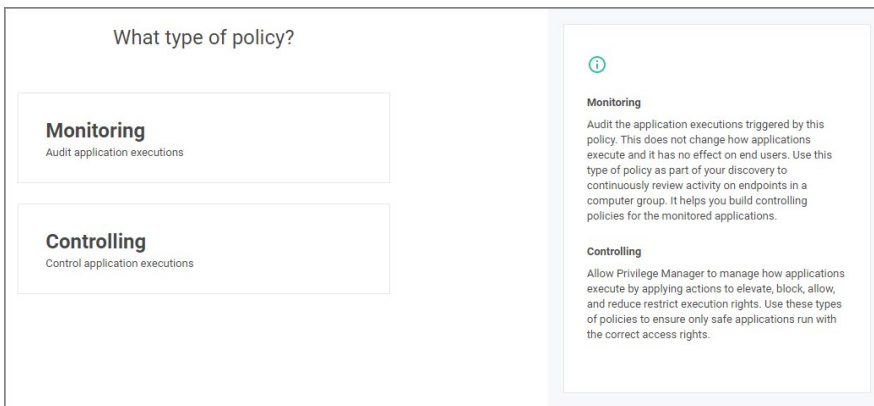 What type of policy?
Monitoring
Audit application executions
Controlling
Control application executions
Monitoring
Audit the application executions triggered by this
policy. This does not change how applications
execute and it has no effect on end users. Use this
type of policy as part of your discovery to
continuously review activity on endpoints in a
computer group. It helps you build controlling
policies for the monitored applications.
Controlling
Allow Privilege Manager to manage how applications
execute by applying actions to elevate, block, allow,
and reduce restrict execution rights. Use these types
of policies to ensure only safe applications run with
the correct access rights.